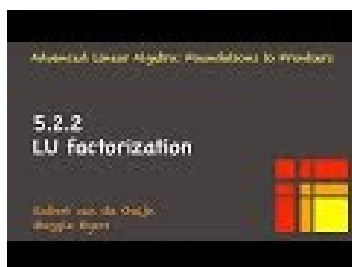 Advanced Linear Algebra: Foundations to Frontiers
5.2.2
LU factorization
Robert van de Geijn
Maggie Myers